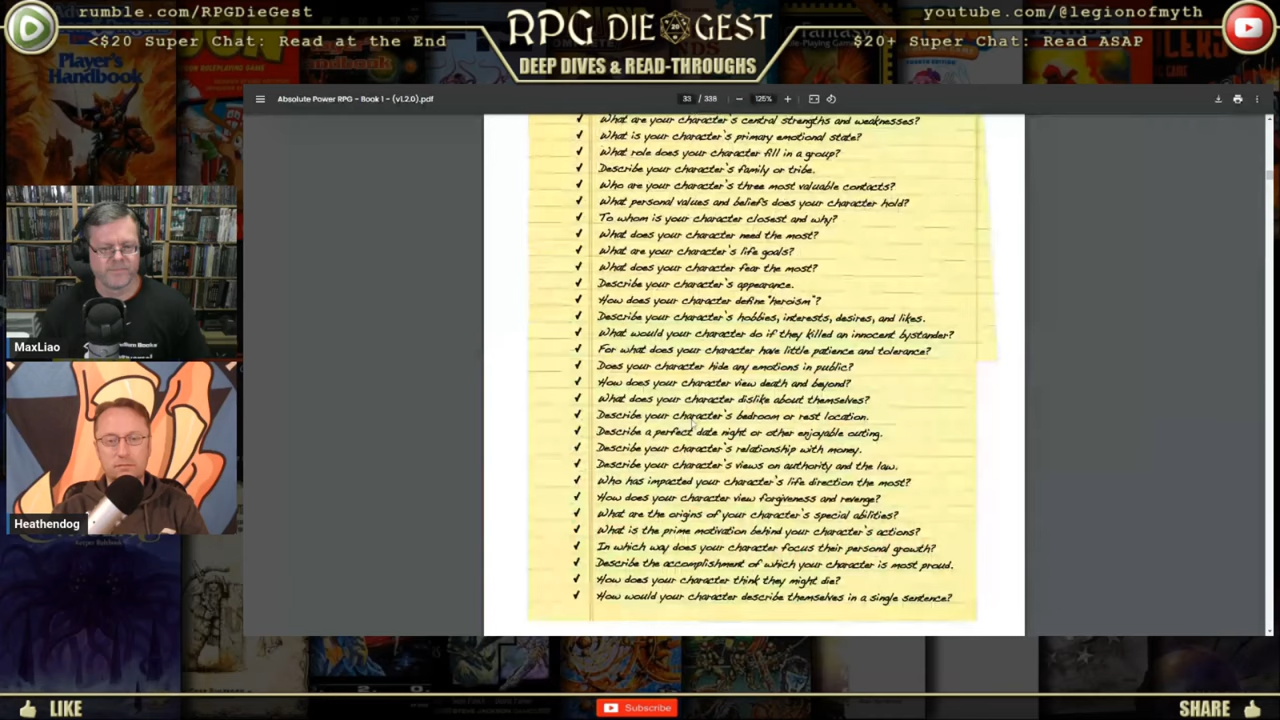 rumble.com/RPGDieGest
<$20 Super Chat: Read at the End
RPG DIE GEST
20
DEEP DIVES & READ-THROUGHS
youtube.com/@legionofmyth
$20+ Super Chat: Read ASAP
Player's
Handbook
Absolute Power RPG - Book 1 - (v1.2.0).pdf
33 / 338
125%
What are your character's central strengths and weaknesses?
What is your character's primary emotional state?
What role does your character fill in a group?
Describe your character's family or tribe.
Who are your character's three most valuable contacts?
What personal values and beliefs does your character hold?
To whom is your character closest and why?
What does your character need the most?
What are your character's life goals?
What does your character fear the most?
Describe your character's appearance.
How does your character define "heroism"?
Describe your character's hobbies, interests, desires, and likes.
What would your character do if they killed an innocent bystander?
For what does your character have little patience and tolerance?
Does your character hide any emotions in public?
How does your character view death and beyond?
What does your character dislike about themselves?
Describe your character's bedroom or rest location.
Describe a perfect date night or other enjoyable outing.
Describe your character's relationship with money.
Describe your character's views on authority and the law.
Who has impacted your character's life direction the most?
How does your character view forgiveness and revenge?
What are the origins of your character's special abilities?
What is the prime motivation behind your character's actions?
In which way does your character focus their personal growth?
Describe the accomplishment of which your character is most proud.
How does your character think they might die?
How would your character describe themselves in a single sentence?
MaxLiao
Heathendog
LIKE
Subscribe
SHARE